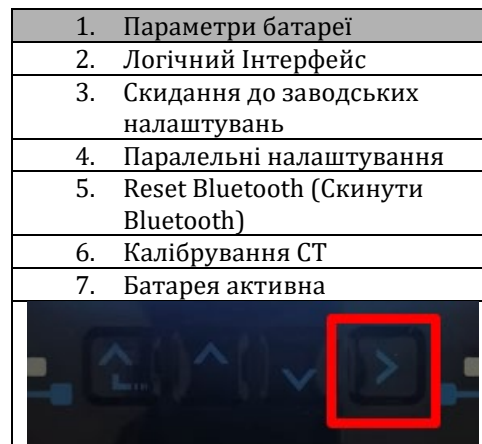 1. Параметри батареї
2. Логічний Інтерфейс
3. Скидання до заводських
налаштувань
4. Паралельні налаштування
5. Reset Bluetooth (Скинути
Bluetooth)
6. Калібрування СТ
7. Батарея активна